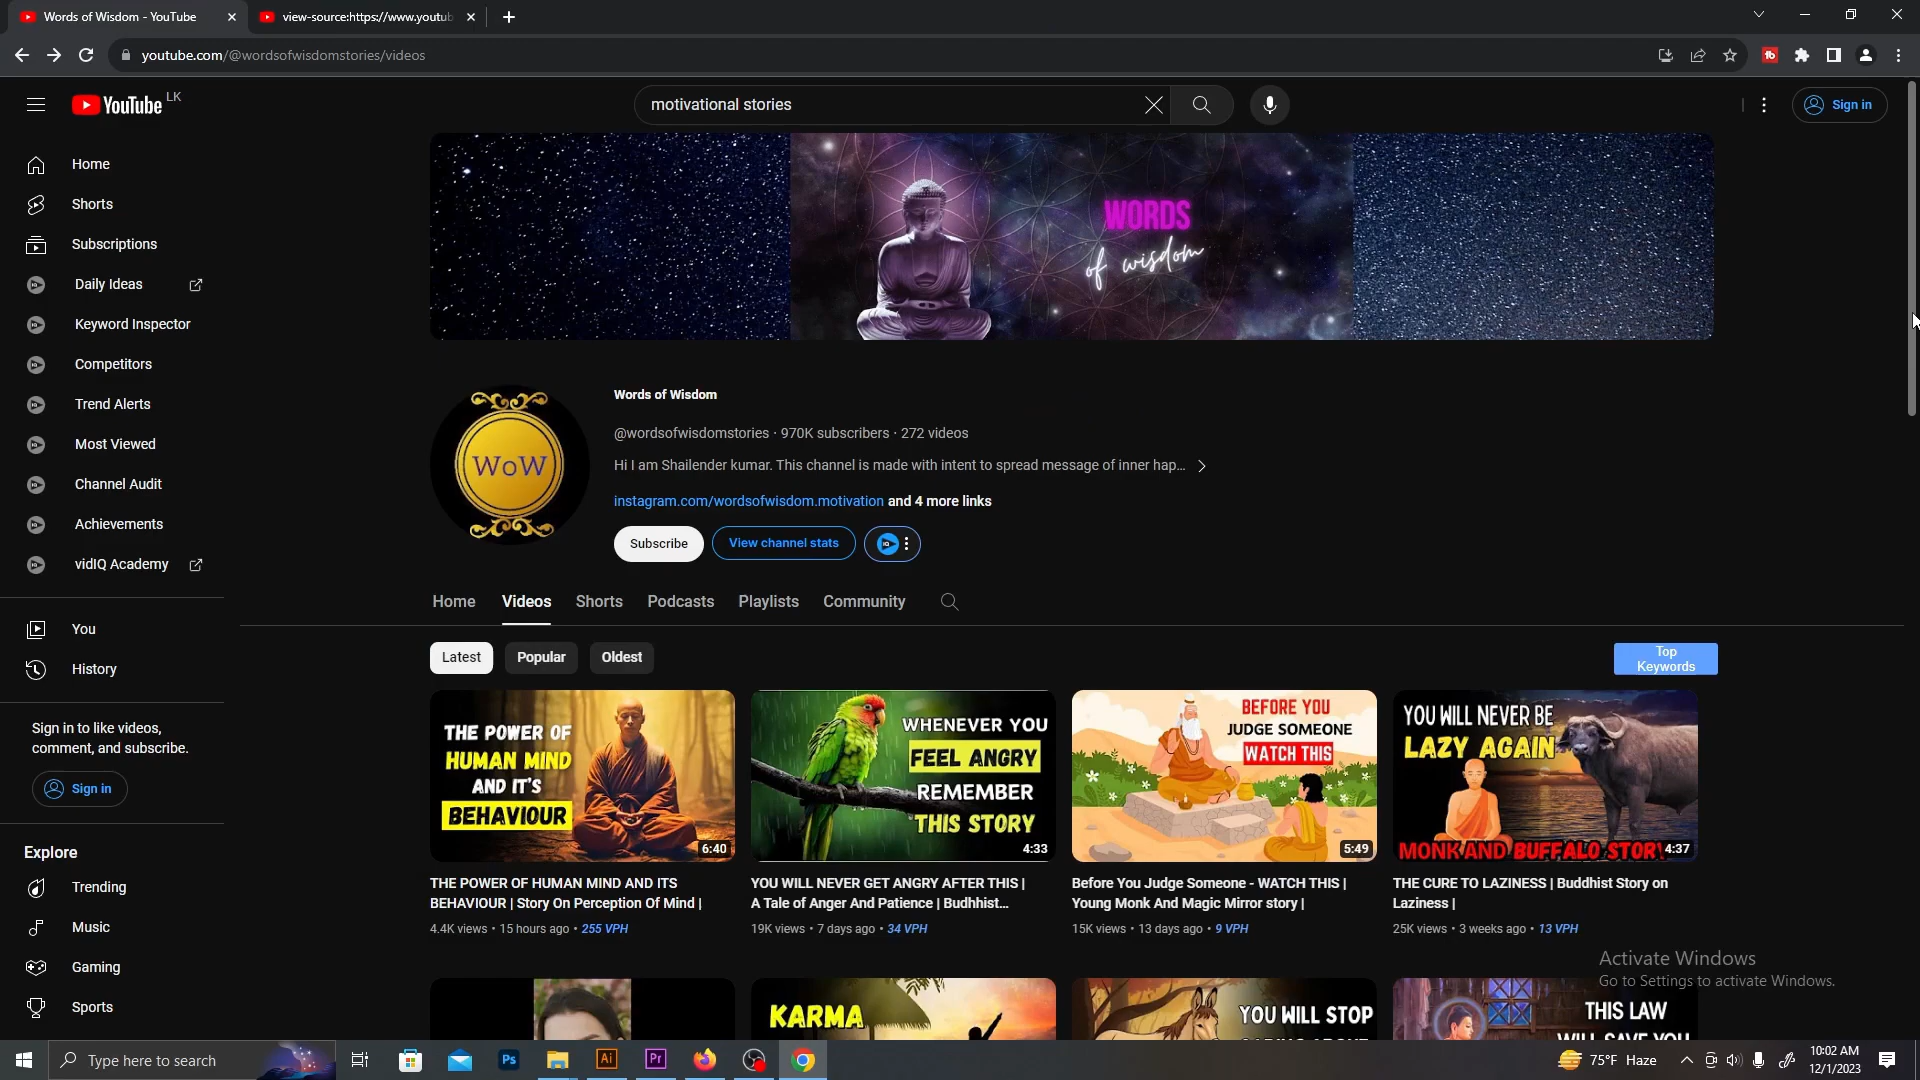 Words of Wisdom - YouTube
view-source:https://www.youtub
youtube.com/@wordsofwisdomstories/videos
YouTube LK
motivational stories
Sign in
Home
Shorts
Subscriptions
Daily Ideas
Keyword Inspector
Competitors
Trend Alerts
Most Viewed
Channel Audit
Achievements
vidIQ Academy
You
History
Sign in to like videos,
comment, and subscribe.
Sign in
Explore
Trending
Music
Gaming
Sports
WORDS
of wisdom
WoW
Words of Wisdom
@wordsofwisdomstories · 970K subscribers · 272 videos
Hi I am Shailender kumar. This channel is made with intent to spread message of inner hap...
instagram.com/wordsofwisdom.motivation and 4 more links
Subscribe
View channel stats
Home
Videos
Shorts
Podcasts
Playlists
Community
Latest
Popular
Oldest
Top
Keywords
THE POWER OF
HUMAN MIND
AND IT'S
BEHAVIOUR
6:40
THE POWER OF HUMAN MIND AND ITS
BEHAVIOUR | Story On Perception Of Mind |
4.4K views • 15 hours ago • 255 VPH
WHENEVER YOU
FEEL ANGRY
REMEMBER
THIS STORY
4:33
YOU WILL NEVER GET ANGRY AFTER THIS |
A Tale of Anger And Patience | Budhhist...
19K views • 7 days ago • 34 VPH
BEFORE YOU
JUDGE SOMEONE
WATCH THIS
5:49
Before You Judge Someone - WATCH THIS |
Young Monk And Magic Mirror story |
15K views • 13 days ago • 9 VPH
YOU WILL NEVER BE
LAZY AGAIN
MONK AND BUFFALO STORY
4:37
THE CURE TO LAZINESS | Buddhist Story on
Laziness |
25K views • 3 weeks ago • 13 VPH
KARMA
YOU WILL STOP
THIS LAW
WILL SAVE YOU
Activate Windows
Go to Settings to activate Windows.
Type here to search
Ps
Ai
Pr
75°F Haze
10:02 AM
12/1/2023